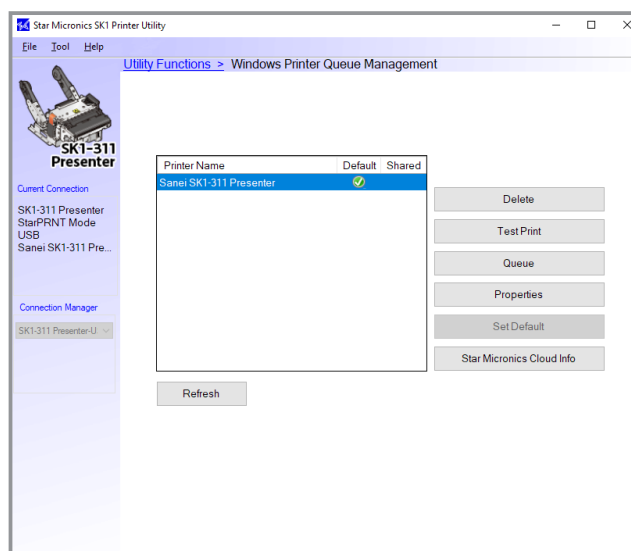 Star Micronics SK1 Printer Utility
File Tool Help
Utility Functions > Windows Printer Queue Management
SK1-311
Presenter
Current Connection
SK1-311 Presenter
StarPRNT Mode
USB
Sanei SK1-311 Pre...
Connection Manager
SK1-311 Presenter-U
Printer Name Default Shared
Sanei SK1-311 Presenter
Delete
Test Print
Queue
Properties
Set Default
Star Micronics Cloud Info
Refresh